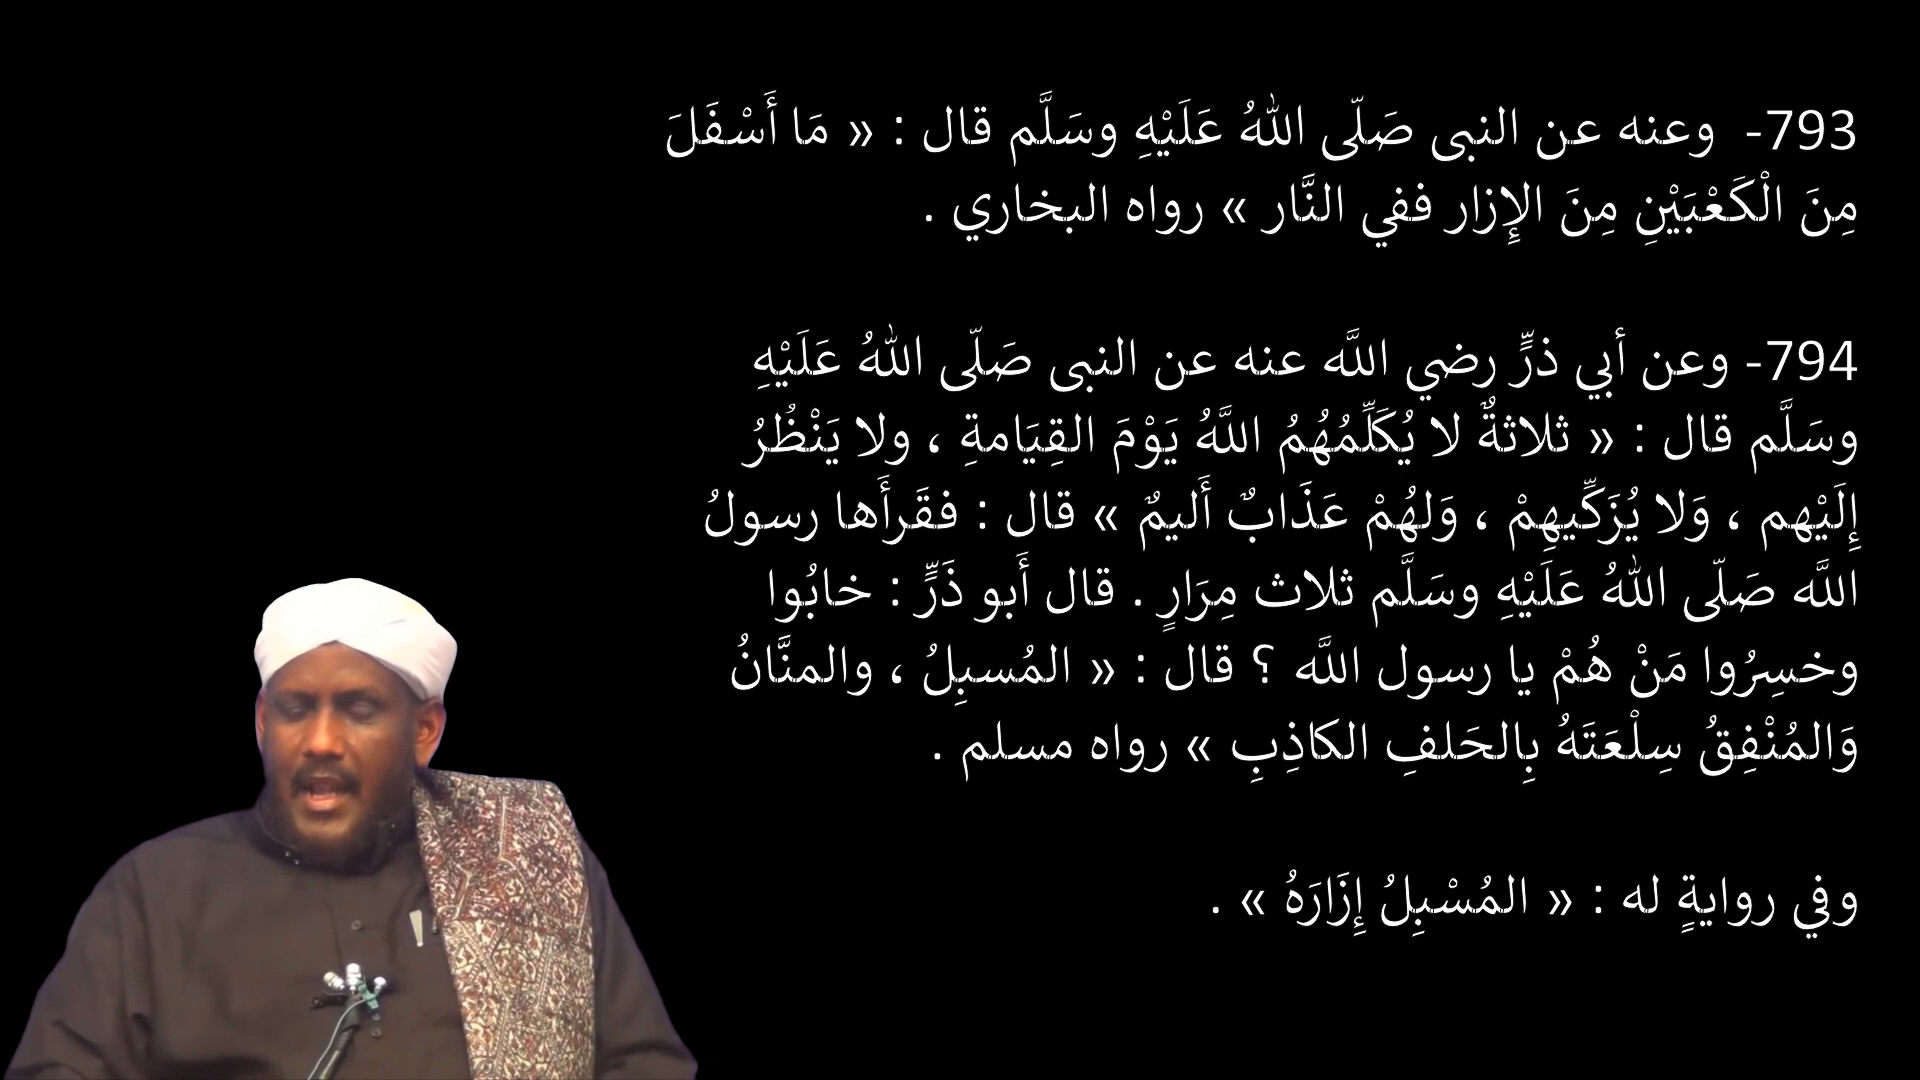 793- وعنه عن النبى صَلّى اللهُ عَلَيْهِ وسَلَّم قال : « مَا أَسْفَلَ
مِنَ الْكَعْبَيْنِ مِنَ الإِزار ففي النَّار » رواه البخاري .
794- وعن أبي ذرٍّ رضي اللَّه عنه عن النبى صَلّى اللهُ عَلَيْهِ
وسَلَّم قال : « ثلاثةٌ لا يُكَلِّمُهُمُ اللَّهُ يَوْمَ القِيَامةِ ، ولا يَنْظُرُ
إِلَيْهم ، وَلا يُزَكِّيهِمْ ، وَلهُمْ عَذَابٌ أَليمٌ » قال : فقَرأَها رسولُ
اللَّه صَلّى اللهُ عَلَيْهِ وسَلَّم ثلاث مِرَارٍ . قال أَبو ذَرٍّ : خابُوا
وخسِرُوا مَنْ هُمْ يا رسول اللَّه ؟ قال : « المُسبِلُ ، والمنَّانُ
وَالمُنْفِقُ سِلْعَتَهُ بِالحَلفِ الكاذِبِ » رواه مسلم .
وفي روايةٍ له : « المُسْبِلُ إِزَارَهُ » .